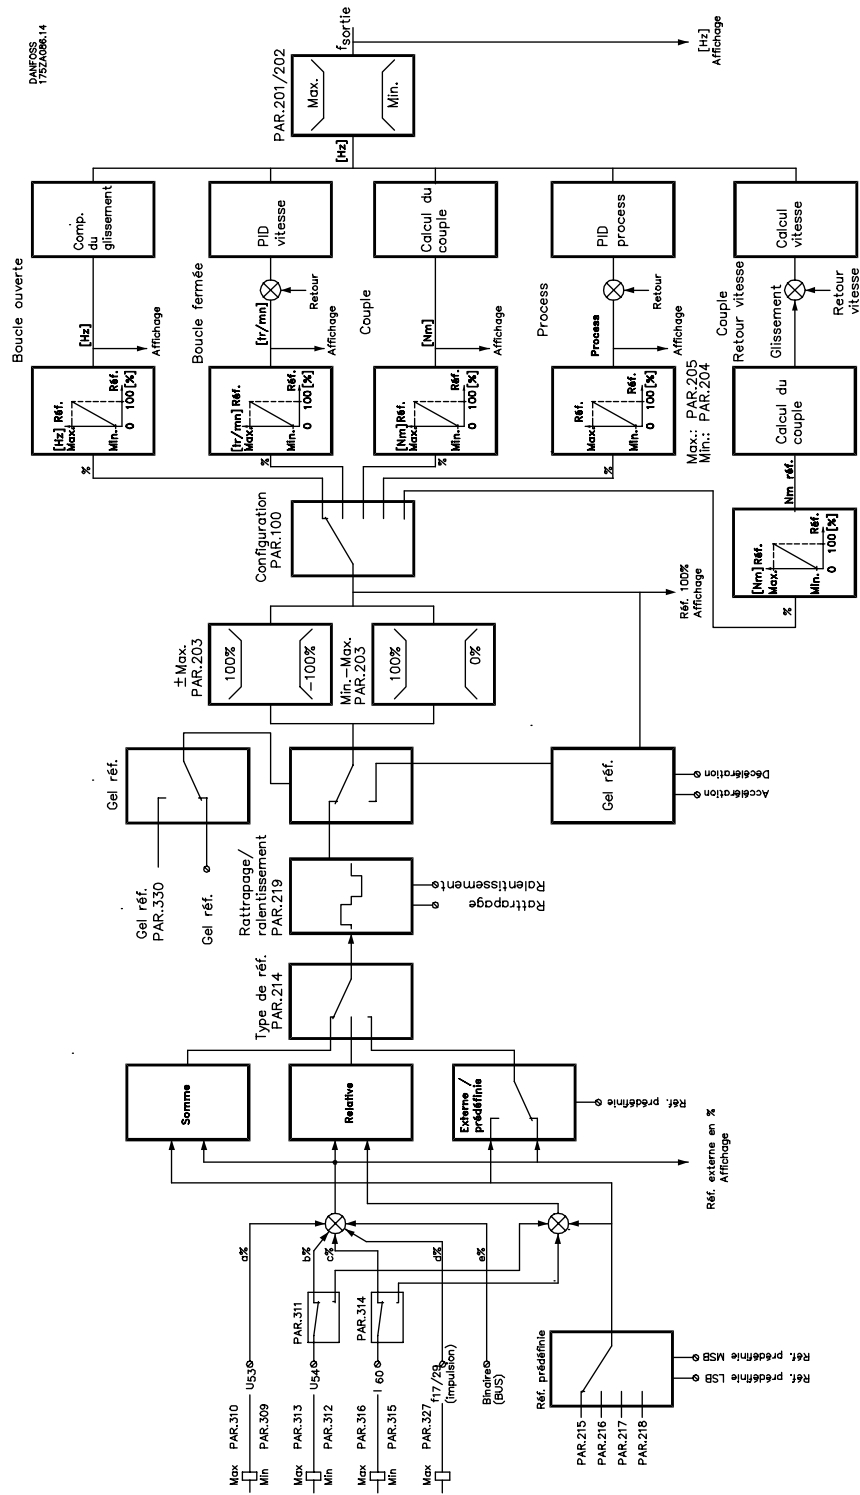 DANFOSS
175ZA086.14
Max PAR.310
Min PAR.309
U53
a%
Max PAR.313
Min PAR.312
U54
PAR.311
b%
Max PAR.316
Min PAR.315
I 60
PAR.314
c%
Max PAR.327
f17/29
(impulsion)
d%
Binaire
(BUS)
e%
Réf. prédéfinie
PAR.215
PAR.216
PAR.217
PAR.218
Réf. prédéfinie LSB
Réf. prédéfinie MSB
Somme
Relative
Externe/
prédéfinie
Réf. prédéfinie
Réf. externe en %
Affichage
Type de réf.
PAR.214
Rattrapage/
ralentissement
PAR.219
Rattrapage
Ralentissement
Gel réf.
PAR.330
Gel réf.
Gel réf.
Gel réf.
Accélération
Décélération
±Max.
PAR.203
100%
-100%
Min.-Max.
PAR.203
100%
0%
Réf. 100%
Affichage
Configuration
PAR.100
Boucle ouverte
%
[Hz] Réf.
Max.
Min.
Réf.
0 100 [%]
[Hz]
Affichage
Comp.
du
glissement
Boucle fermée
%
[tr/mn] Réf.
Max.
Min.
Réf.
0 100 [%]
[tr/mn]
Affichage
Retour
PID
vitesse
Couple
%
[Nm] Réf.
Max.
Min.
Réf.
0 100 [%]
[Nm]
Affichage
Calcul du
couple
Process
%
Réf.
Max.
Min.
Réf.
0 100 [%]
Process
Affichage
Retour
PID
process
Max.: PAR.205
Min.: PAR.204
Couple
Retour vitesse
%
[Nm] Réf.
Max.
Min.
Réf.
0 100 [%]
Nm réf.
Calcul du
couple
Glissement
Retour
vitesse
Calcul
vitesse
[Hz]
PAR.201/202
Max.
Min.
fsortie
[Hz]
Affichage